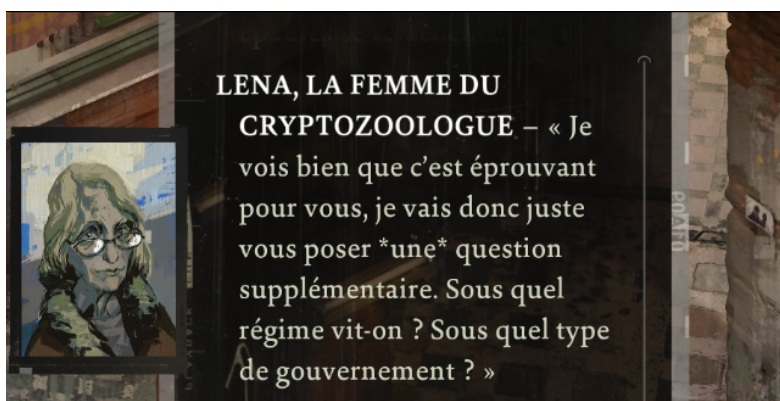 LENA, LA FEMME DU
CRYPTOZOOLOGUE – « Je
vois bien que c’est éprouvant
pour vous, je vais donc juste
vous poser *une* question
supplémentaire. Sous quel
régime vit-on ? Sous quel type
de gouvernement ? »